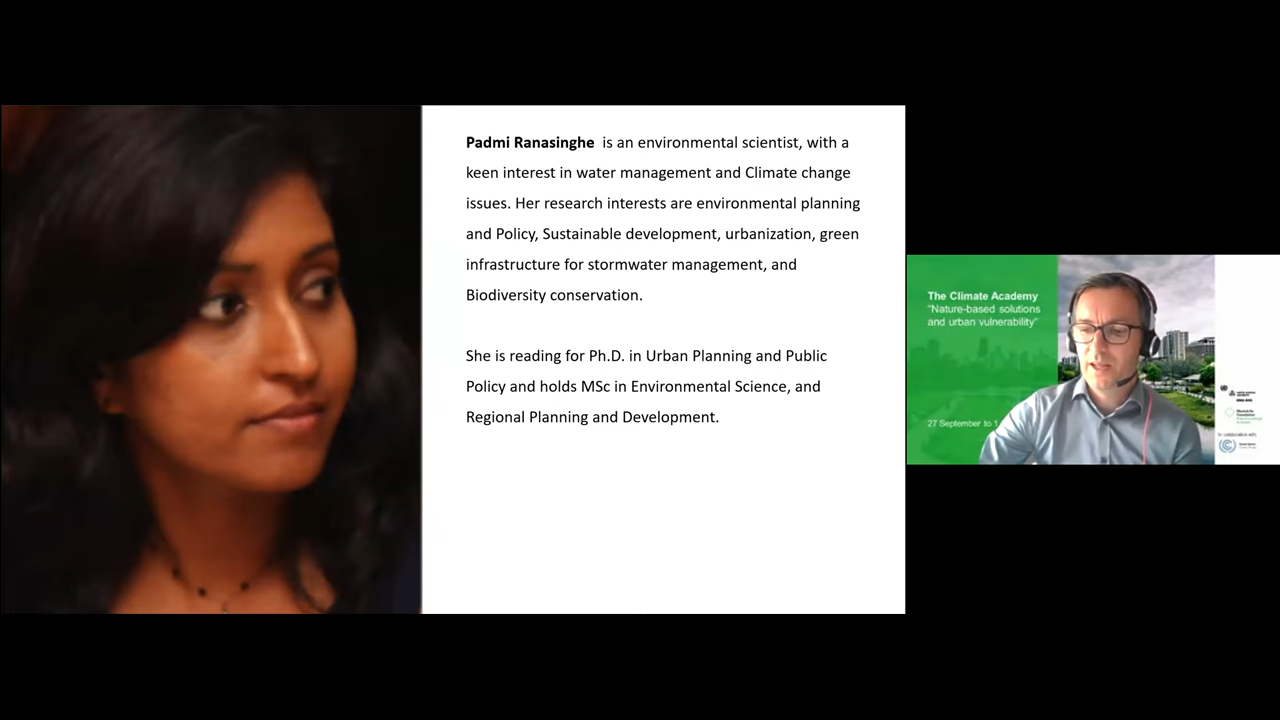 Padmi Ranasinghe is an environmental scientist, with a
keen interest in water management and Climate change
issues. Her research interests are environmental planning
and Policy, Sustainable development, urbanization, green
infrastructure for stormwater management, and
Biodiversity conservation.
She is reading for Ph.D. in Urban Planning and Public
Policy and holds MSc in Environmental Science, and
Regional Planning and Development.
The Climate Academy
"Nature-based solutions
and urban vulnerability"
27 September to 1
In collaboration with